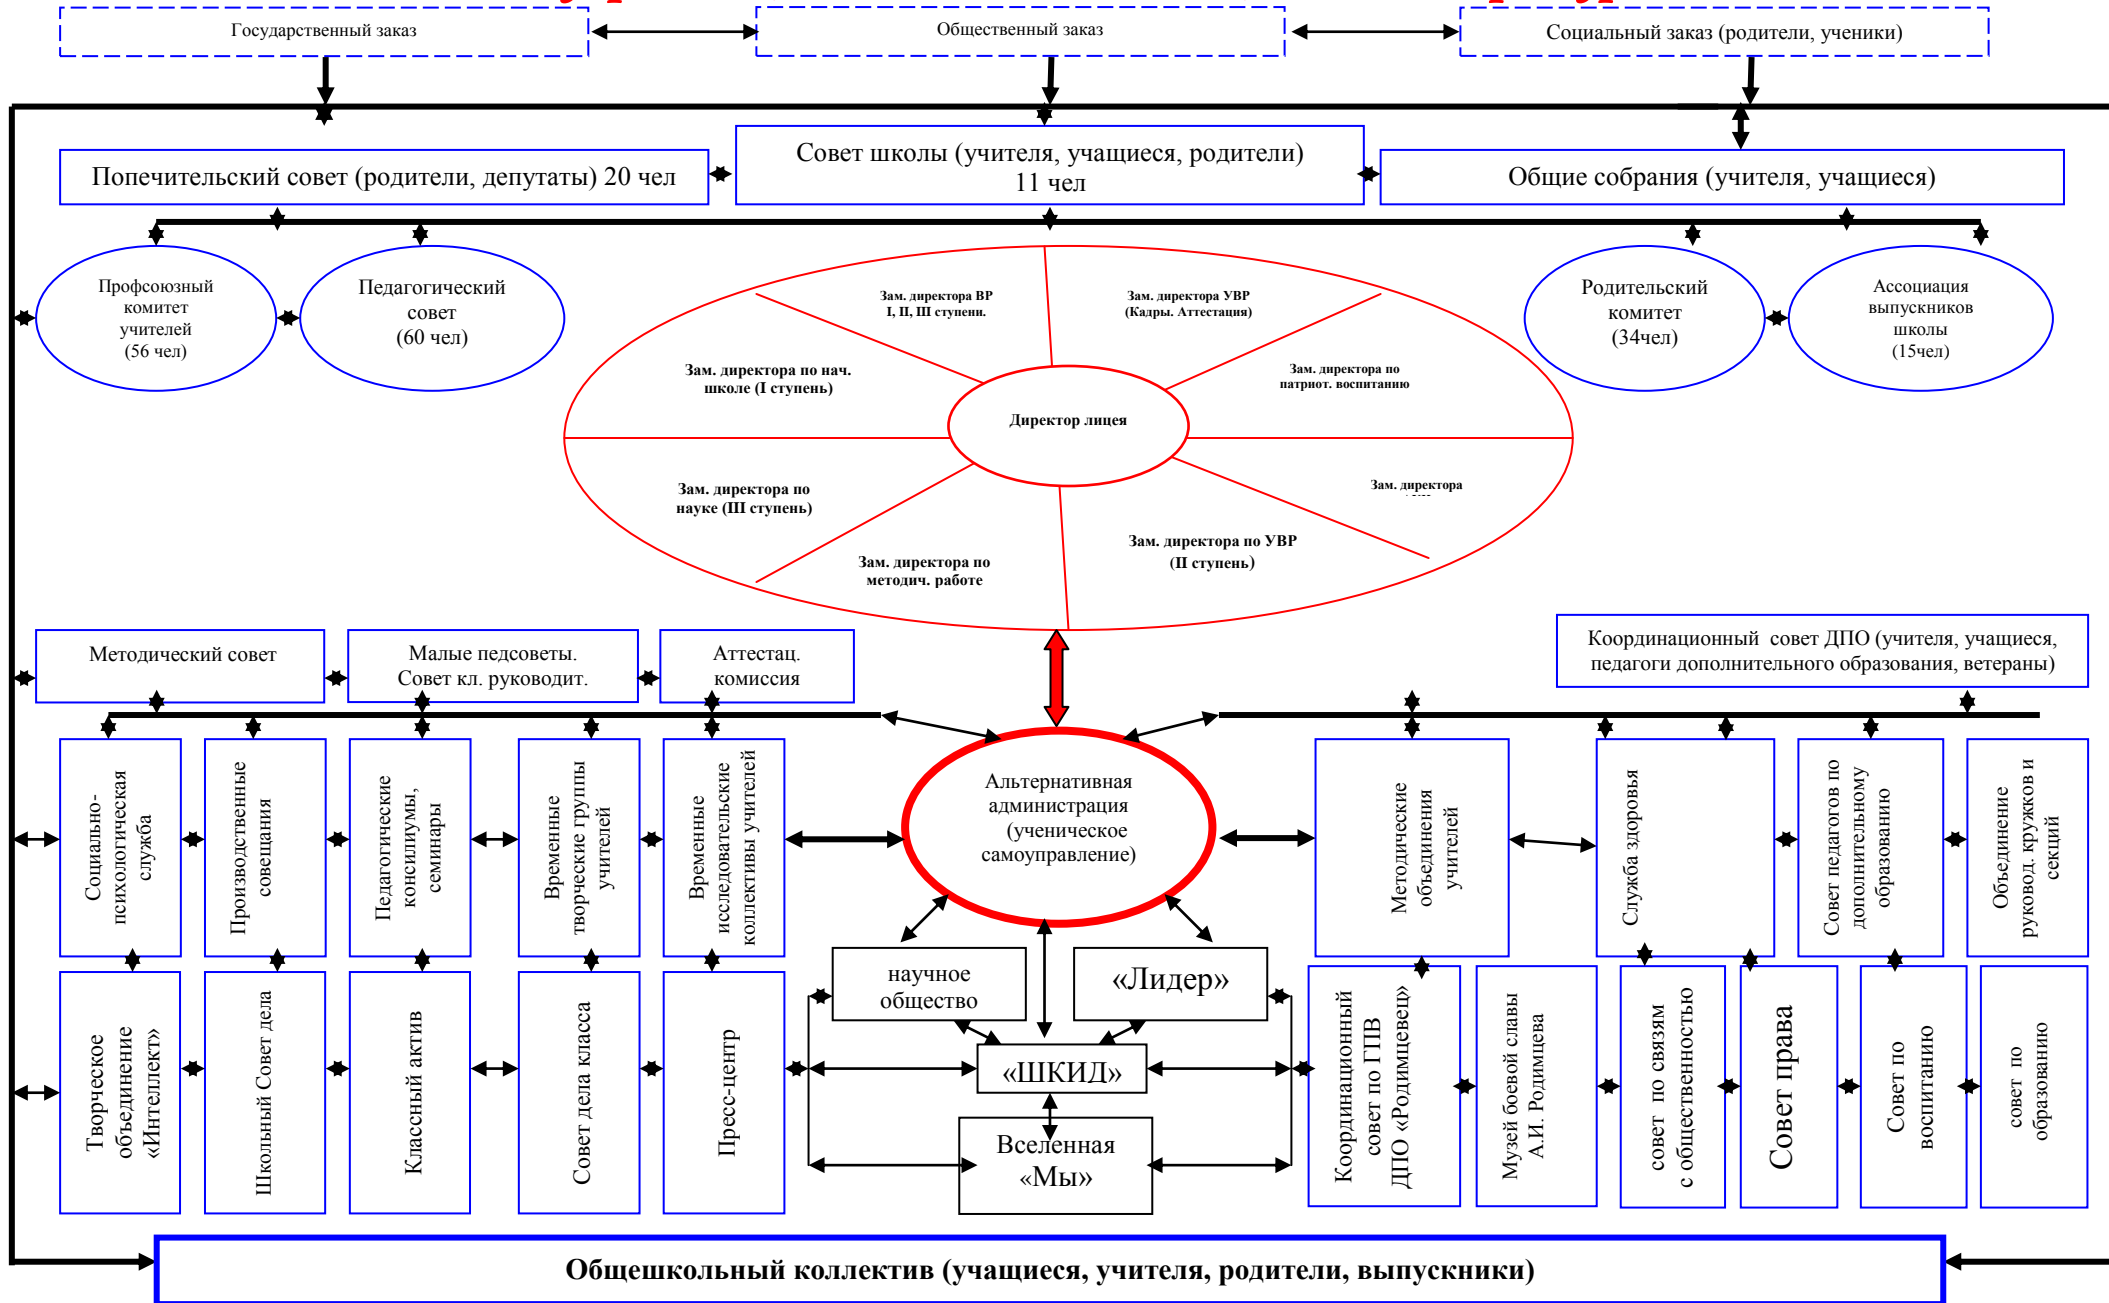 Государственный заказ
Общественный заказ
Социальный заказ (родители, ученики)
Попечительский совет (родители, депутаты) 20 чел
Совет школы (учителя, учащиеся, родители)
11 чел
Общие собрания (учителя, учащиеся)
Профсоюзный
комитет
учителей
(56 чел)
Педагогический
совет
(60 чел)
Зам. директора ВР
I, II, III ступени.
Зам. директора УВР
(Кадры. Аттестация)
Зам. директора по нач.
школе (I ступень)
Зам. директора по
патриот. воспитанию
Директор лицея
Зам. директора по
науке (III ступень)
Зам. директора
Зам. директора по
методич. работе
Зам. директора по УВР
(II ступень)
Родительский
комитет
(34чел)
Ассоциация
выпускников
школы
(15чел)
Методический совет
Малые педсоветы.
Совет кл. руководит.
Аттестац.
комиссия
Координационный совет ДПО (учителя, учащиеся,
педагоги дополнительного образования, ветераны)
Социально-
психологическая
служба
Производственные
совещания
Педагогические
консилиумы,
семинары
Временные
творческие группы
учителей
Временные
исследовательские
коллективы учителей
Альтернативная
администрация
(ученическое
самоуправление)
Методические
объединения
учителей
Служба здоровья
Совет педагогов по
дополнительному
образованию
Объединение
руковод. кружков и
секций
Творческое
объединение
«Интеллект»
Школьный Совет дела
Классный актив
Совет дела класса
Пресс-центр
научное
общество
«Лидер»
«ШКИД»
Вселенная
«Мы»
Координационный
совет по ГПВ
ДПО «Родимцевец»
Музей боевой славы
А.И. Родимцева
совет по связям
с общественностью
Совет права
Совет по
воспитанию
совет по
образованию
Общешкольный коллектив (учащиеся, учителя, родители, выпускники)